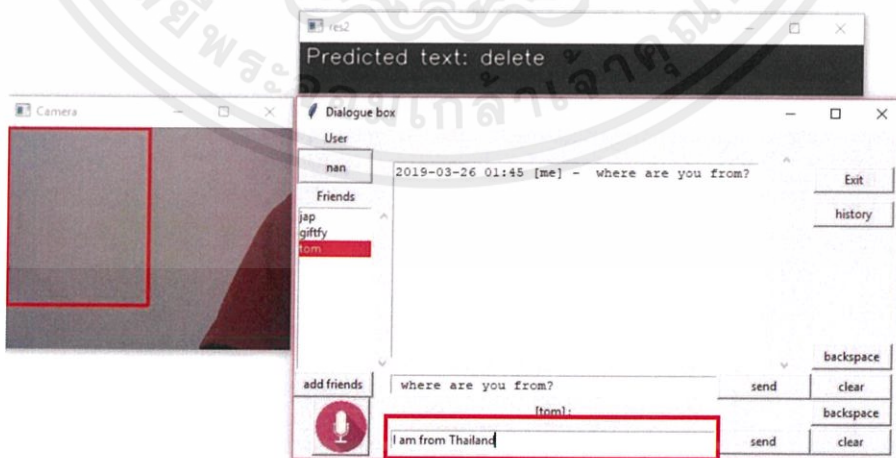 res2
Predicted text: delete
Camera
Dialogue box
User
nan
2019-03-26 01:45 [me] - where are you from?
Exit
Friends
history
jap
giftfy
tom
backspace
add friends
where are you from?
send
clear
[tom]:
backspace
I am from Thailand
send
clear